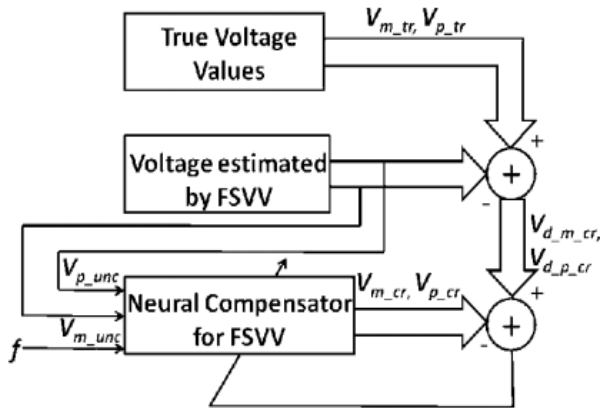 V_m_tr, V_p_tr
True Voltage
Values
+
Voltage estimated
by FSVV
+
-
V_d_m_cr,
V_d_p_cr
V_p_unc
V_m_unc
f
Neural Compensator
for FSVV
V_m_cr, V_p_cr
+
+
-